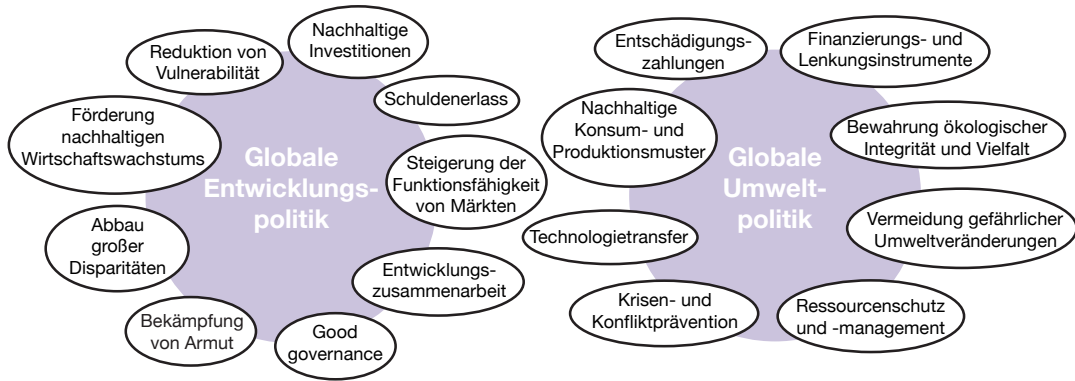 Nachhaltige
Investitionen
Reduktion von
Vulnerabilität
Schuldenerlass
Förderung
nachhaltigen
Wirtschaftswachstums
Globale
Entwicklungs-
politik
Steigerung der
Funktionsfähigkeit
von Märkten
Abbau
großer
Disparitäten
Entwicklungs-
zusammenarbeit
Bekämpfung
von Armut
Good
governance
Entschädigungs-
zahlungen
Finanzierungs- und
Lenkungsinstrumente
Nachhaltige
Konsum- und
Produktionsmuster
Globale
Umwelt-
politik
Bewahrung ökologischer
Integrität und Vielfalt
Technologietransfer
Vermeidung gefährlicher
Umweltveränderungen
Krisen- und
Konfliktprävention
Ressourcenschutz
und -management